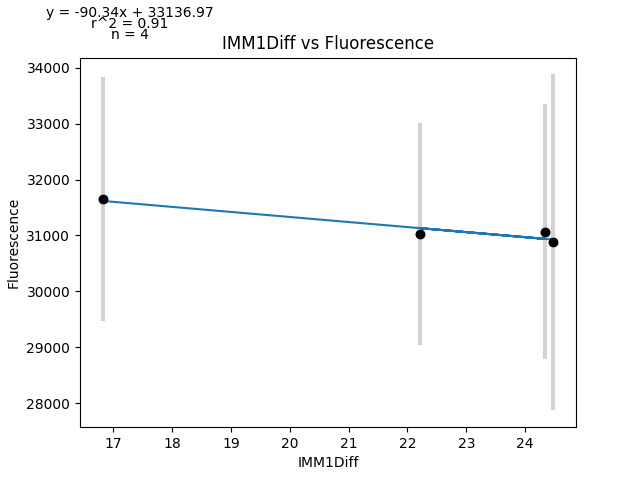 y = -90.34x + 33136.97
r^2 = 0.91
n = 4
IMM1Diff vs Fluorescence
34000
33000
32000
31000
30000
29000
28000
Fluorescence
17 18 19 20 21 22 23 24
IMM1Diff